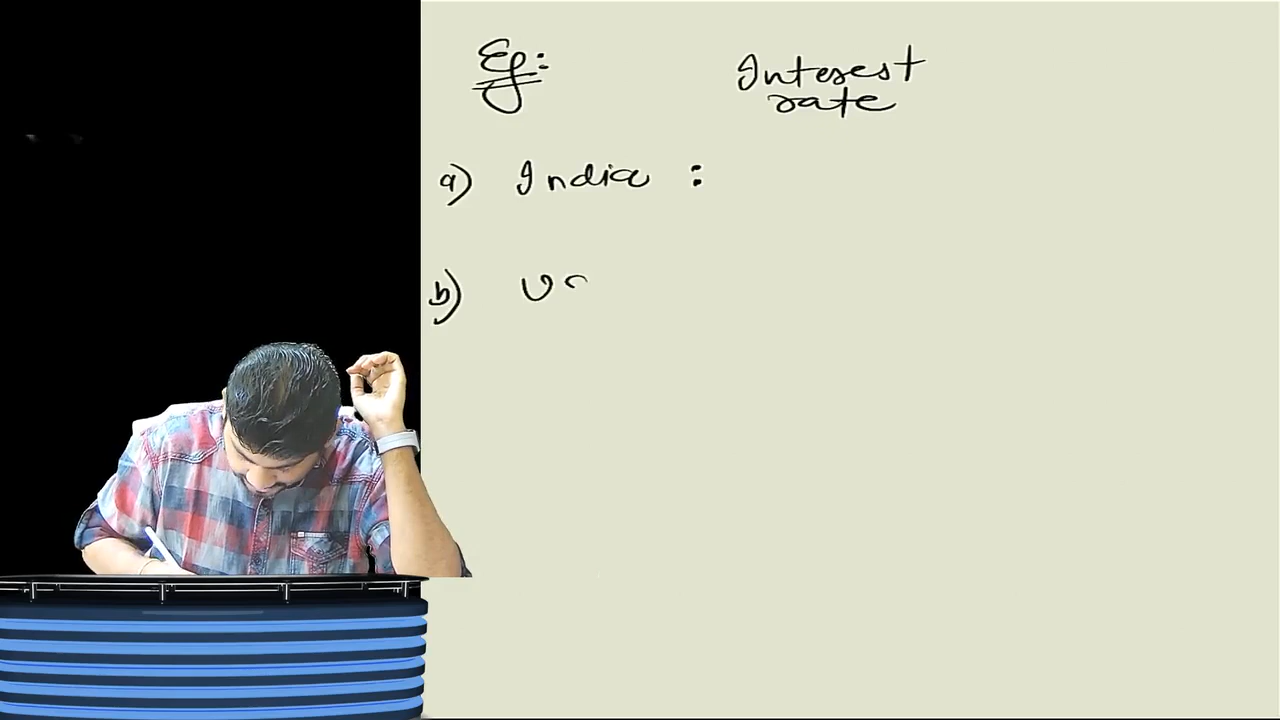 Eg:
Interest
rate
a) India :
b) U